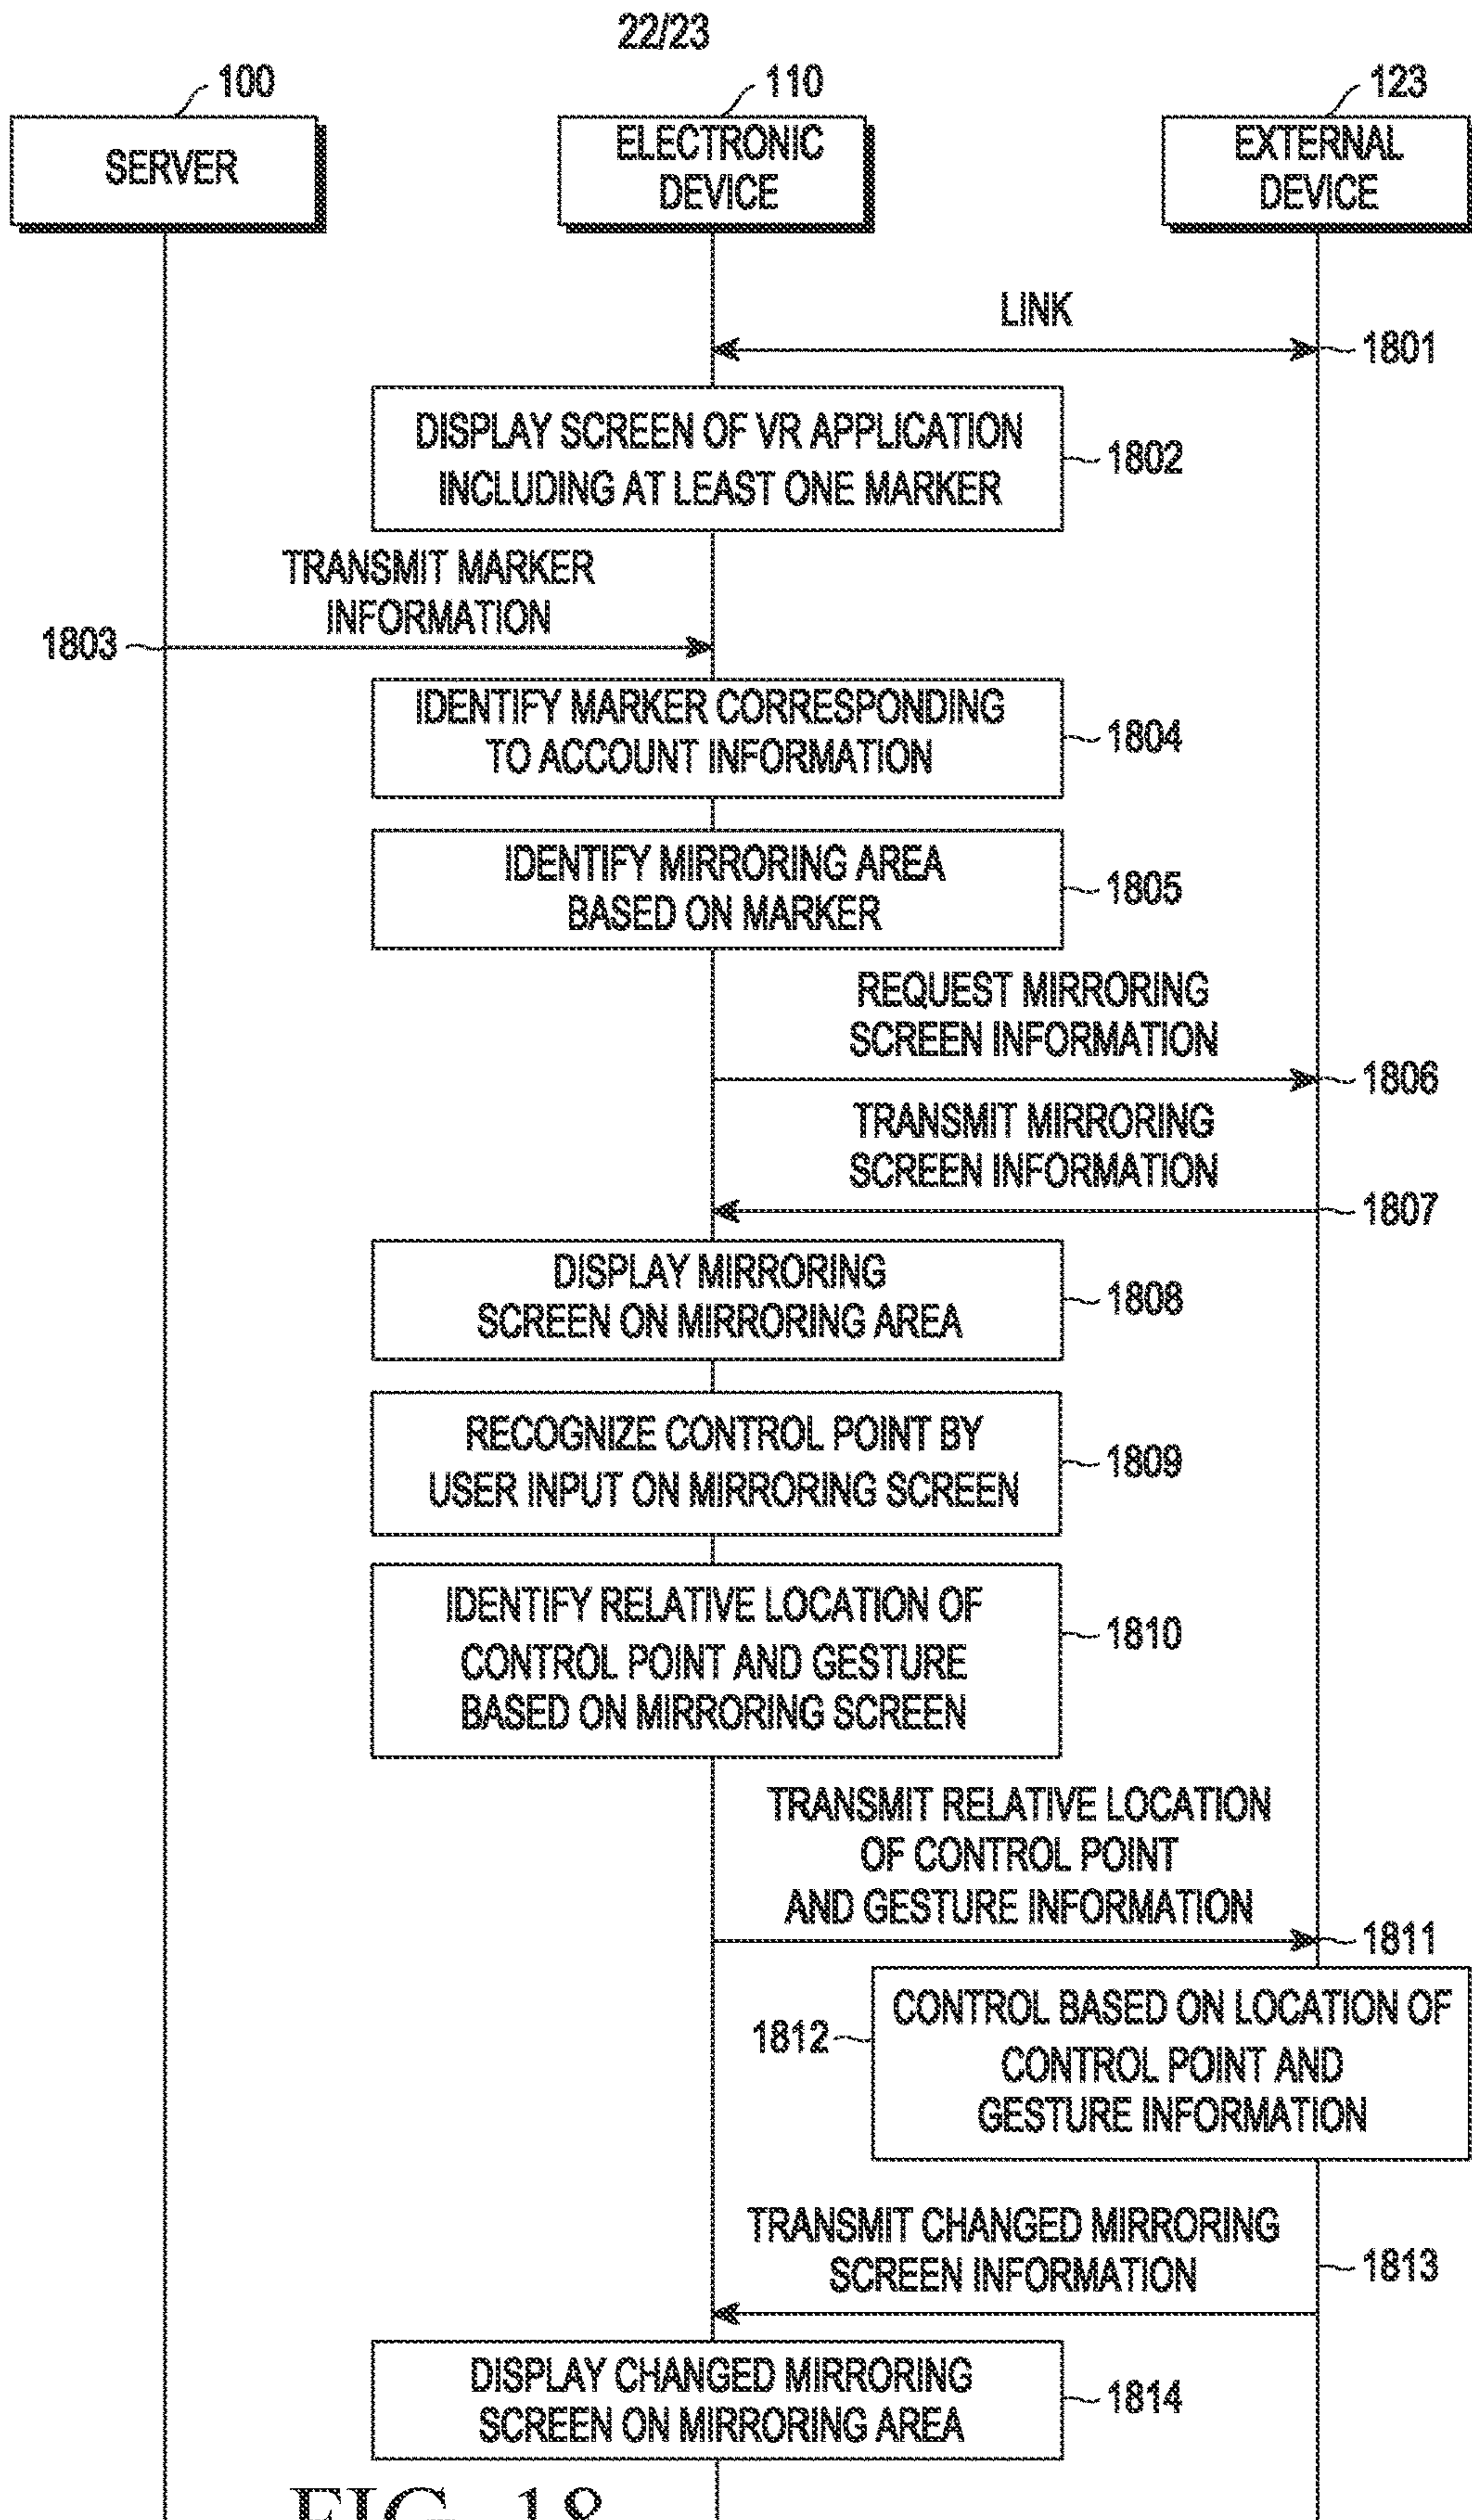 22/23
100
110
123
SERVER
ELECTRONIC
DEVICE
EXTERNAL
DEVICE
LINK
1801
DISPLAY SCREEN OF VR APPLICATION
INCLUDING AT LEAST ONE MARKER
1802
TRANSMIT MARKER
INFORMATION
1803
IDENTIFY MARKER CORRESPONDING
TO ACCOUNT INFORMATION
1804
IDENTIFY MIRRORING AREA
BASED ON MARKER
1805
REQUEST MIRRORING
SCREEN INFORMATION
1806
TRANSMIT MIRRORING
SCREEN INFORMATION
1807
DISPLAY MIRRORING
SCREEN ON MIRRORING AREA
1808
RECOGNIZE CONTROL POINT BY
USER INPUT ON MIRRORING SCREEN
1809
IDENTIFY RELATIVE LOCATION OF
CONTROL POINT AND GESTURE
BASED ON MIRRORING SCREEN
1810
TRANSMIT RELATIVE LOCATION
OF CONTROL POINT
AND GESTURE INFORMATION
1811
CONTROL BASED ON LOCATION OF
CONTROL POINT AND
GESTURE INFORMATION
1812
TRANSMIT CHANGED MIRRORING
SCREEN INFORMATION
1813
DISPLAY CHANGED MIRRORING
SCREEN ON MIRRORING AREA
1814
FIG. 18